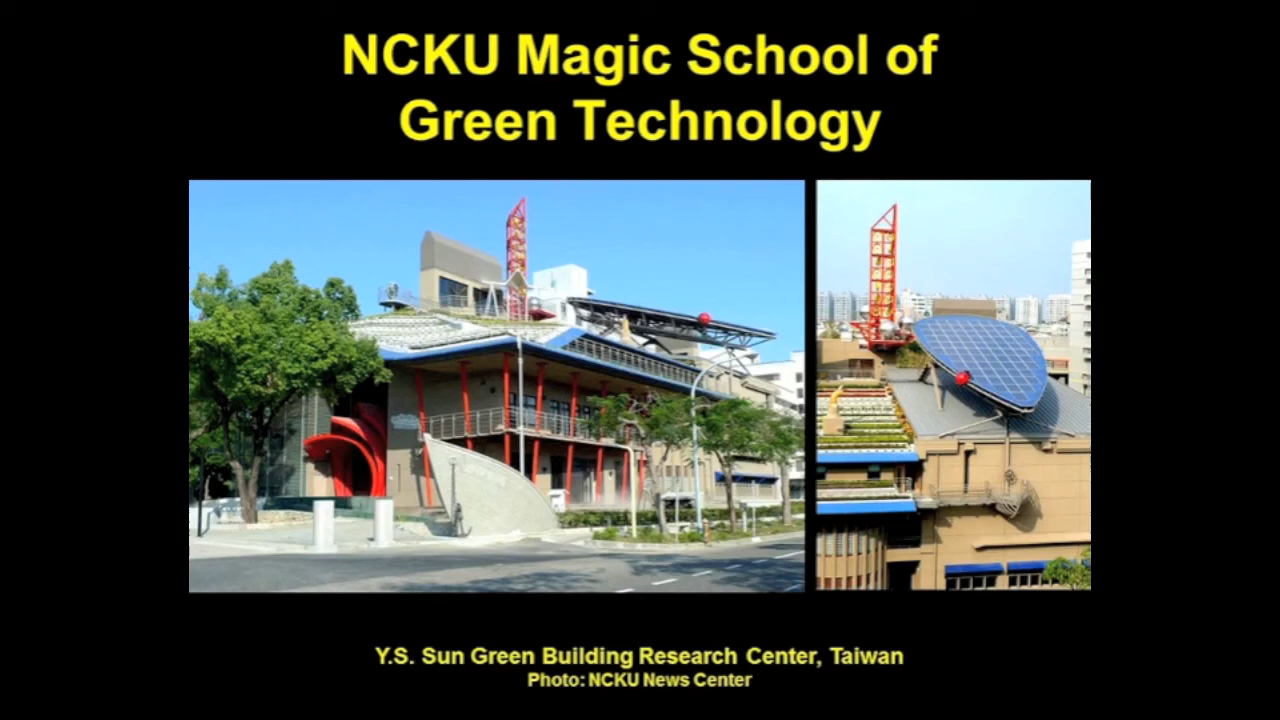 NCKU Magic School of
Green Technology
Y.S. Sun Green Building Research Center, Taiwan
Photo: NCKU News Center